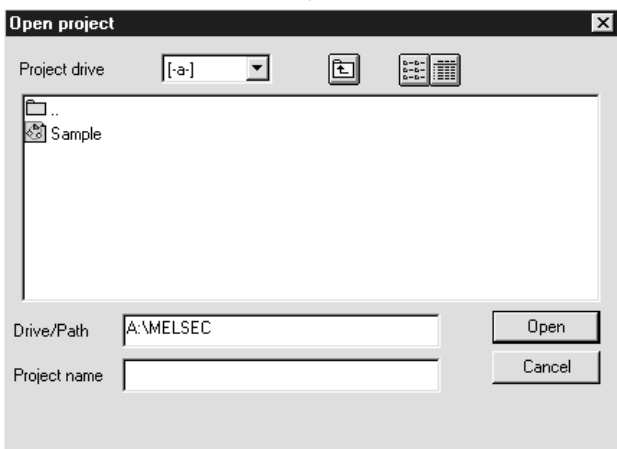 Open project
Project drive [-a-]
..
Sample
Drive/Path A:\MELSEC Open
Project name Cancel